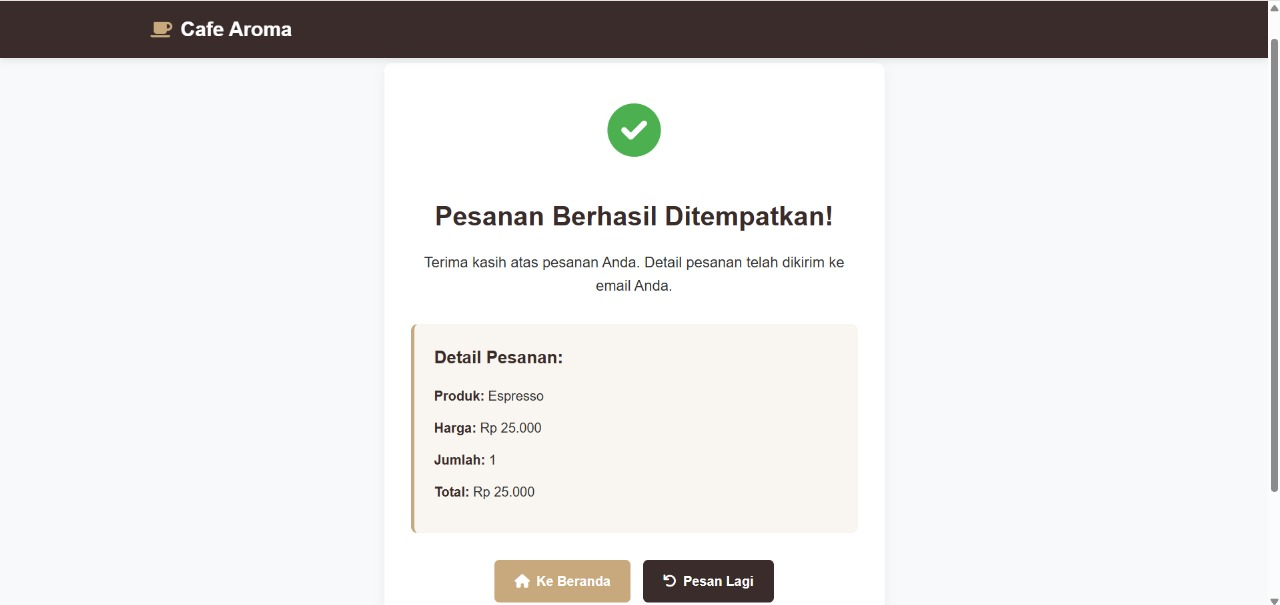 Cafe Aroma
Pesanan Berhasil Ditempatkan!
Terima kasih atas pesanan Anda. Detail pesanan telah dikirim ke
email Anda.
Detail Pesanan:
Produk: Espresso
Harga: Rp 25.000
Jumlah: 1
Total: Rp 25.000
Ke Beranda
Pesan Lagi